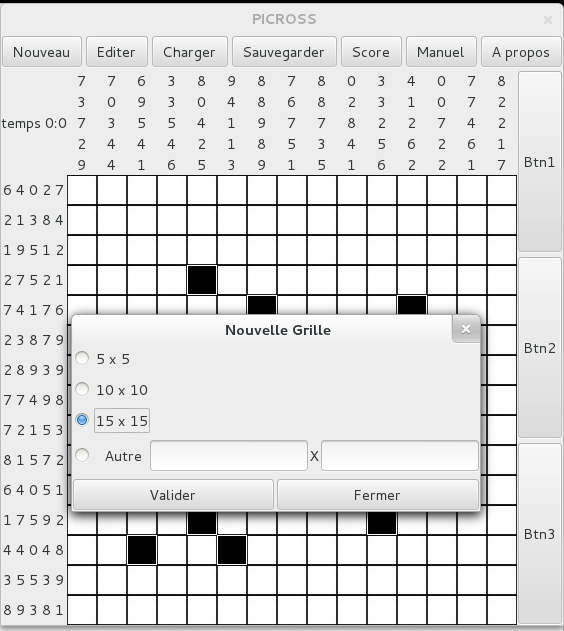 PICROSS
Nouveau Editer Charger Sauvegarder Score Manuel A propos
7 7 6 3 8 9 8 7 8 0 3 4 0 7 8
3 0 9 3 0 4 8 6 6 2 3 1 0 7 2
temps 0:0 7 3 5 5 4 1 9 8 7 8 2 2 7 4 2
2 4 4 4 2 1 8 5 5 4 5 6 2 6 1
9 4 1 6 5 3 9 1 5 2 6 2 2 1 7
Btn1
6 4 0 2 7
2 1 3 8 4
1 9 5 1 2
2 7 5 2 1
7 4 1 7 6
Nouvelle Grille
2 3 8 7 9
Btn2
5 x 5
2 8 9 3 9
10 x 10
7 7 4 9 8
15 x 15
7 2 1 5 3
Autre X
8 1 5 7 2
6 4 0 5 1
Valider Fermer
1 7 5 9 2
Btn3
4 4 0 4 8
3 5 5 3 9
8 9 3 8 1